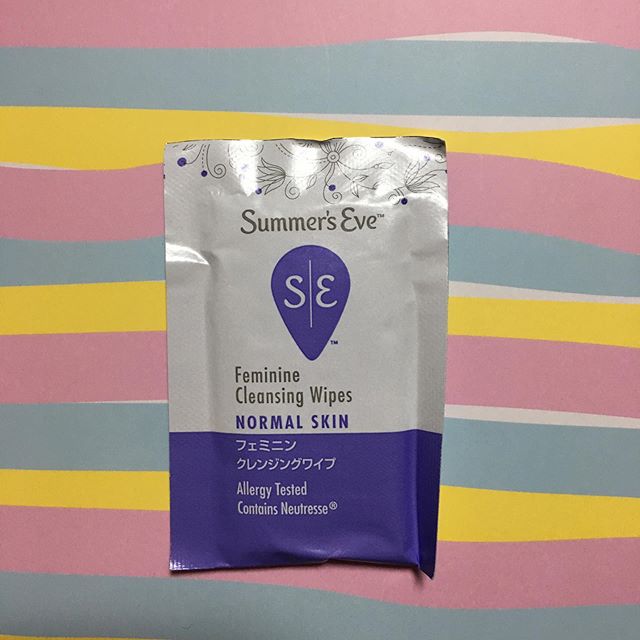 Summer's Eve™
S|E™
Feminine
Cleansing Wipes
NORMAL SKIN
フェミニン
クレンジングワイプ
Allergy Tested
Contains Neutresse®